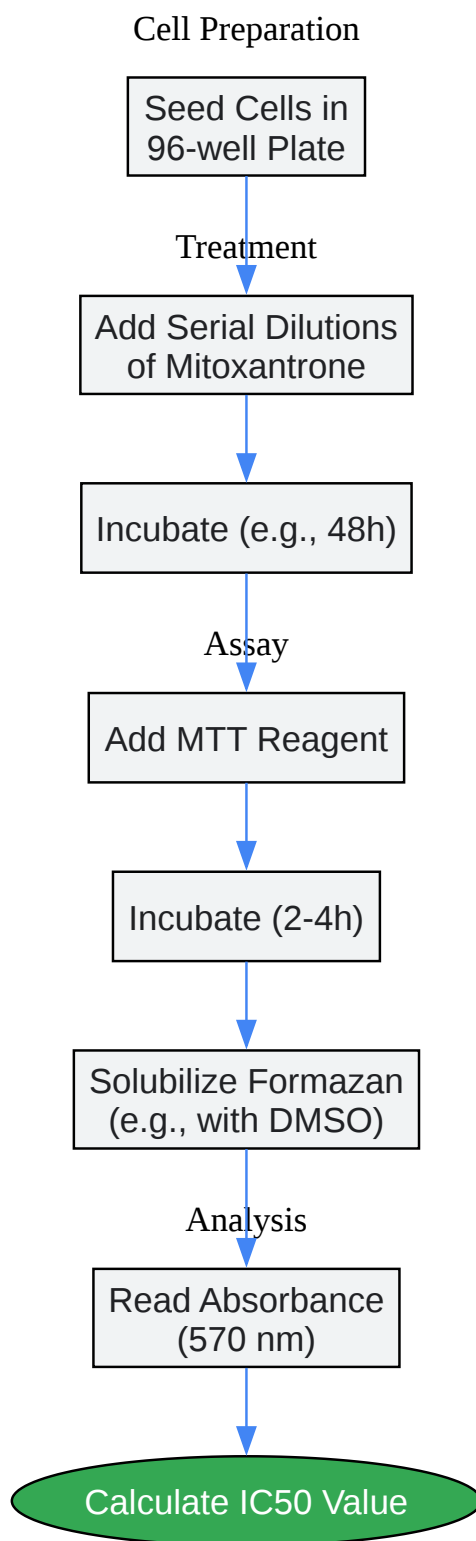 Cell Preparation
Seed Cells in
96-well Plate
Treatment
Add Serial Dilutions
of Mitoxantrone
Incubate (e.g., 48h)
Assay
Add MTT Reagent
Incubate (2-4h)
Solubilize Formazan
(e.g., with DMSO)
Analysis
Read Absorbance
(570 nm)
Calculate IC50 Value